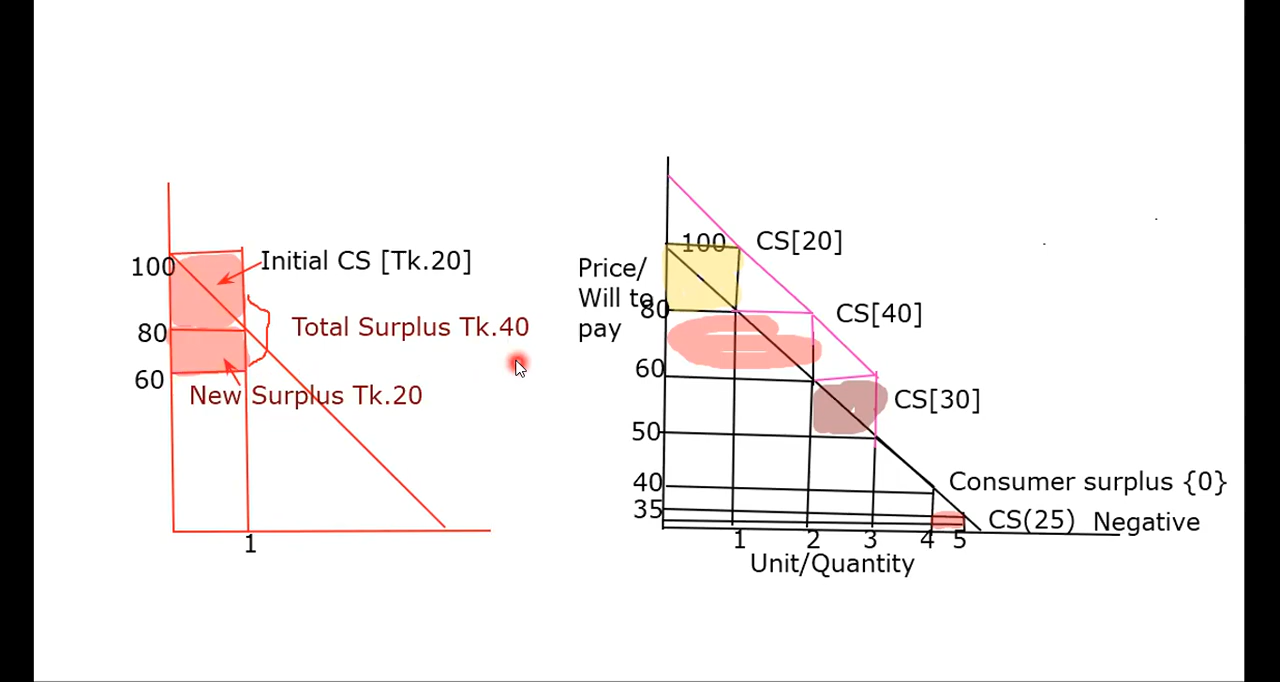 100
Initial CS [Tk.20]
80
Total Surplus Tk.40
60
New Surplus Tk.20
1
Price/
Will to
pay
100
CS[20]
80
CS[40]
60
CS[30]
50
40
Consumer surplus {0}
35
CS(25) Negative
1 2 3 4 5
Unit/Quantity